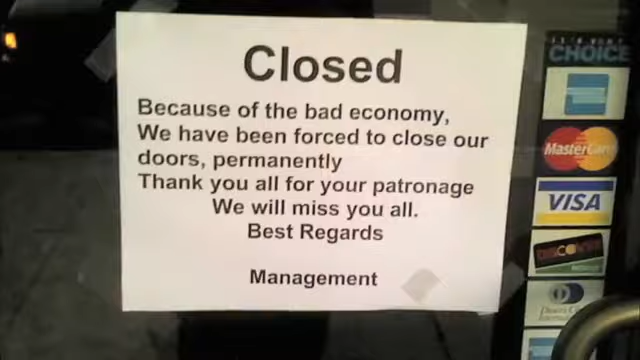 Closed
Because of the bad economy,
We have been forced to close our
doors, permanently
Thank you all for your patronage
We will miss you all.
Best Regards
Management
CHOICE
MasterCard
VISA
DISCOVER